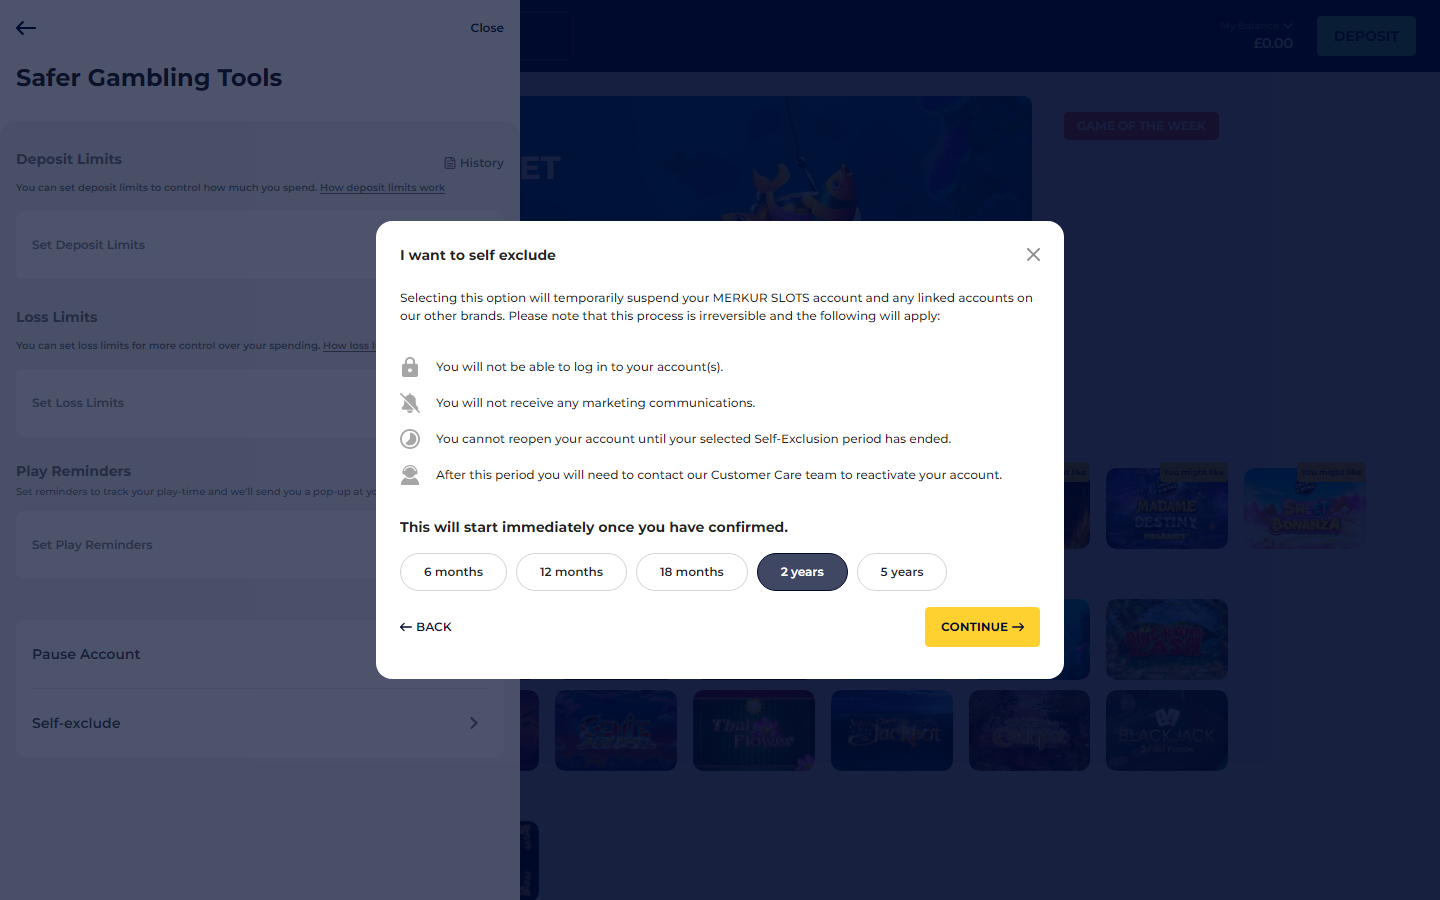 Close
My Balance
£0.00
DEPOSIT
Safer Gambling Tools
GAME OF THE WEEK
Deposit Limits
History
You can set deposit limits to control how much you spend. How deposit limits work
ET
Set Deposit Limits
Loss Limits
You can set loss limits for more control over your spending. How loss l
Set Loss Limits
Play Reminders
Set reminders to track your play-time and we'll send you a pop-up at yo
Set Play Reminders
Pause Account
Self-exclude
I want to self exclude
Selecting this option will temporarily suspend your MERKUR SLOTS account and any linked accounts on
our other brands. Please note that this process is irreversible and the following will apply:
You will not be able to log in to your account(s).
You will not receive any marketing communications.
You cannot reopen your account until your selected Self-Exclusion period has ended.
After this period you will need to contact our Customer Care team to reactivate your account.
This will start immediately once you have confirmed.
6 months
12 months
18 months
2 years
5 years
BACK
CONTINUE
like
You might like
You might like
MADAME
DESTINY
MEGAWAYS
SWEET
BONANZA
Thai
Flower
Jackpot
BLACKJACK